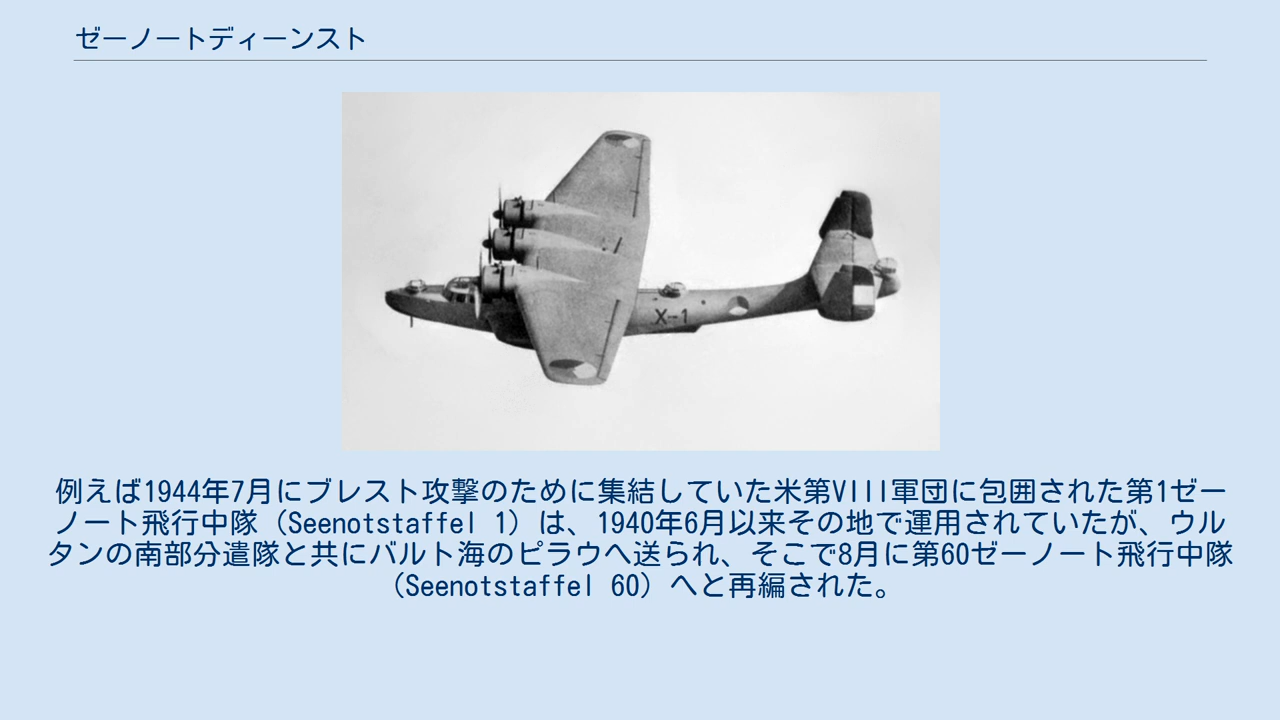 ゼーノートディーンスト
X-1
例えば1944年7月にブレスト攻撃のために集結していた米第VIII軍団に包囲された第1ゼー
ノート飛行中隊（Seenotstaffel 1）は、1940年6月以来その地で運用されていたが、ウル
タンの南部分遣隊と共にバルト海のピラウへ送られ、そこで8月に第60ゼーノート飛行中隊
（Seenotstaffel 60）へと再編された。